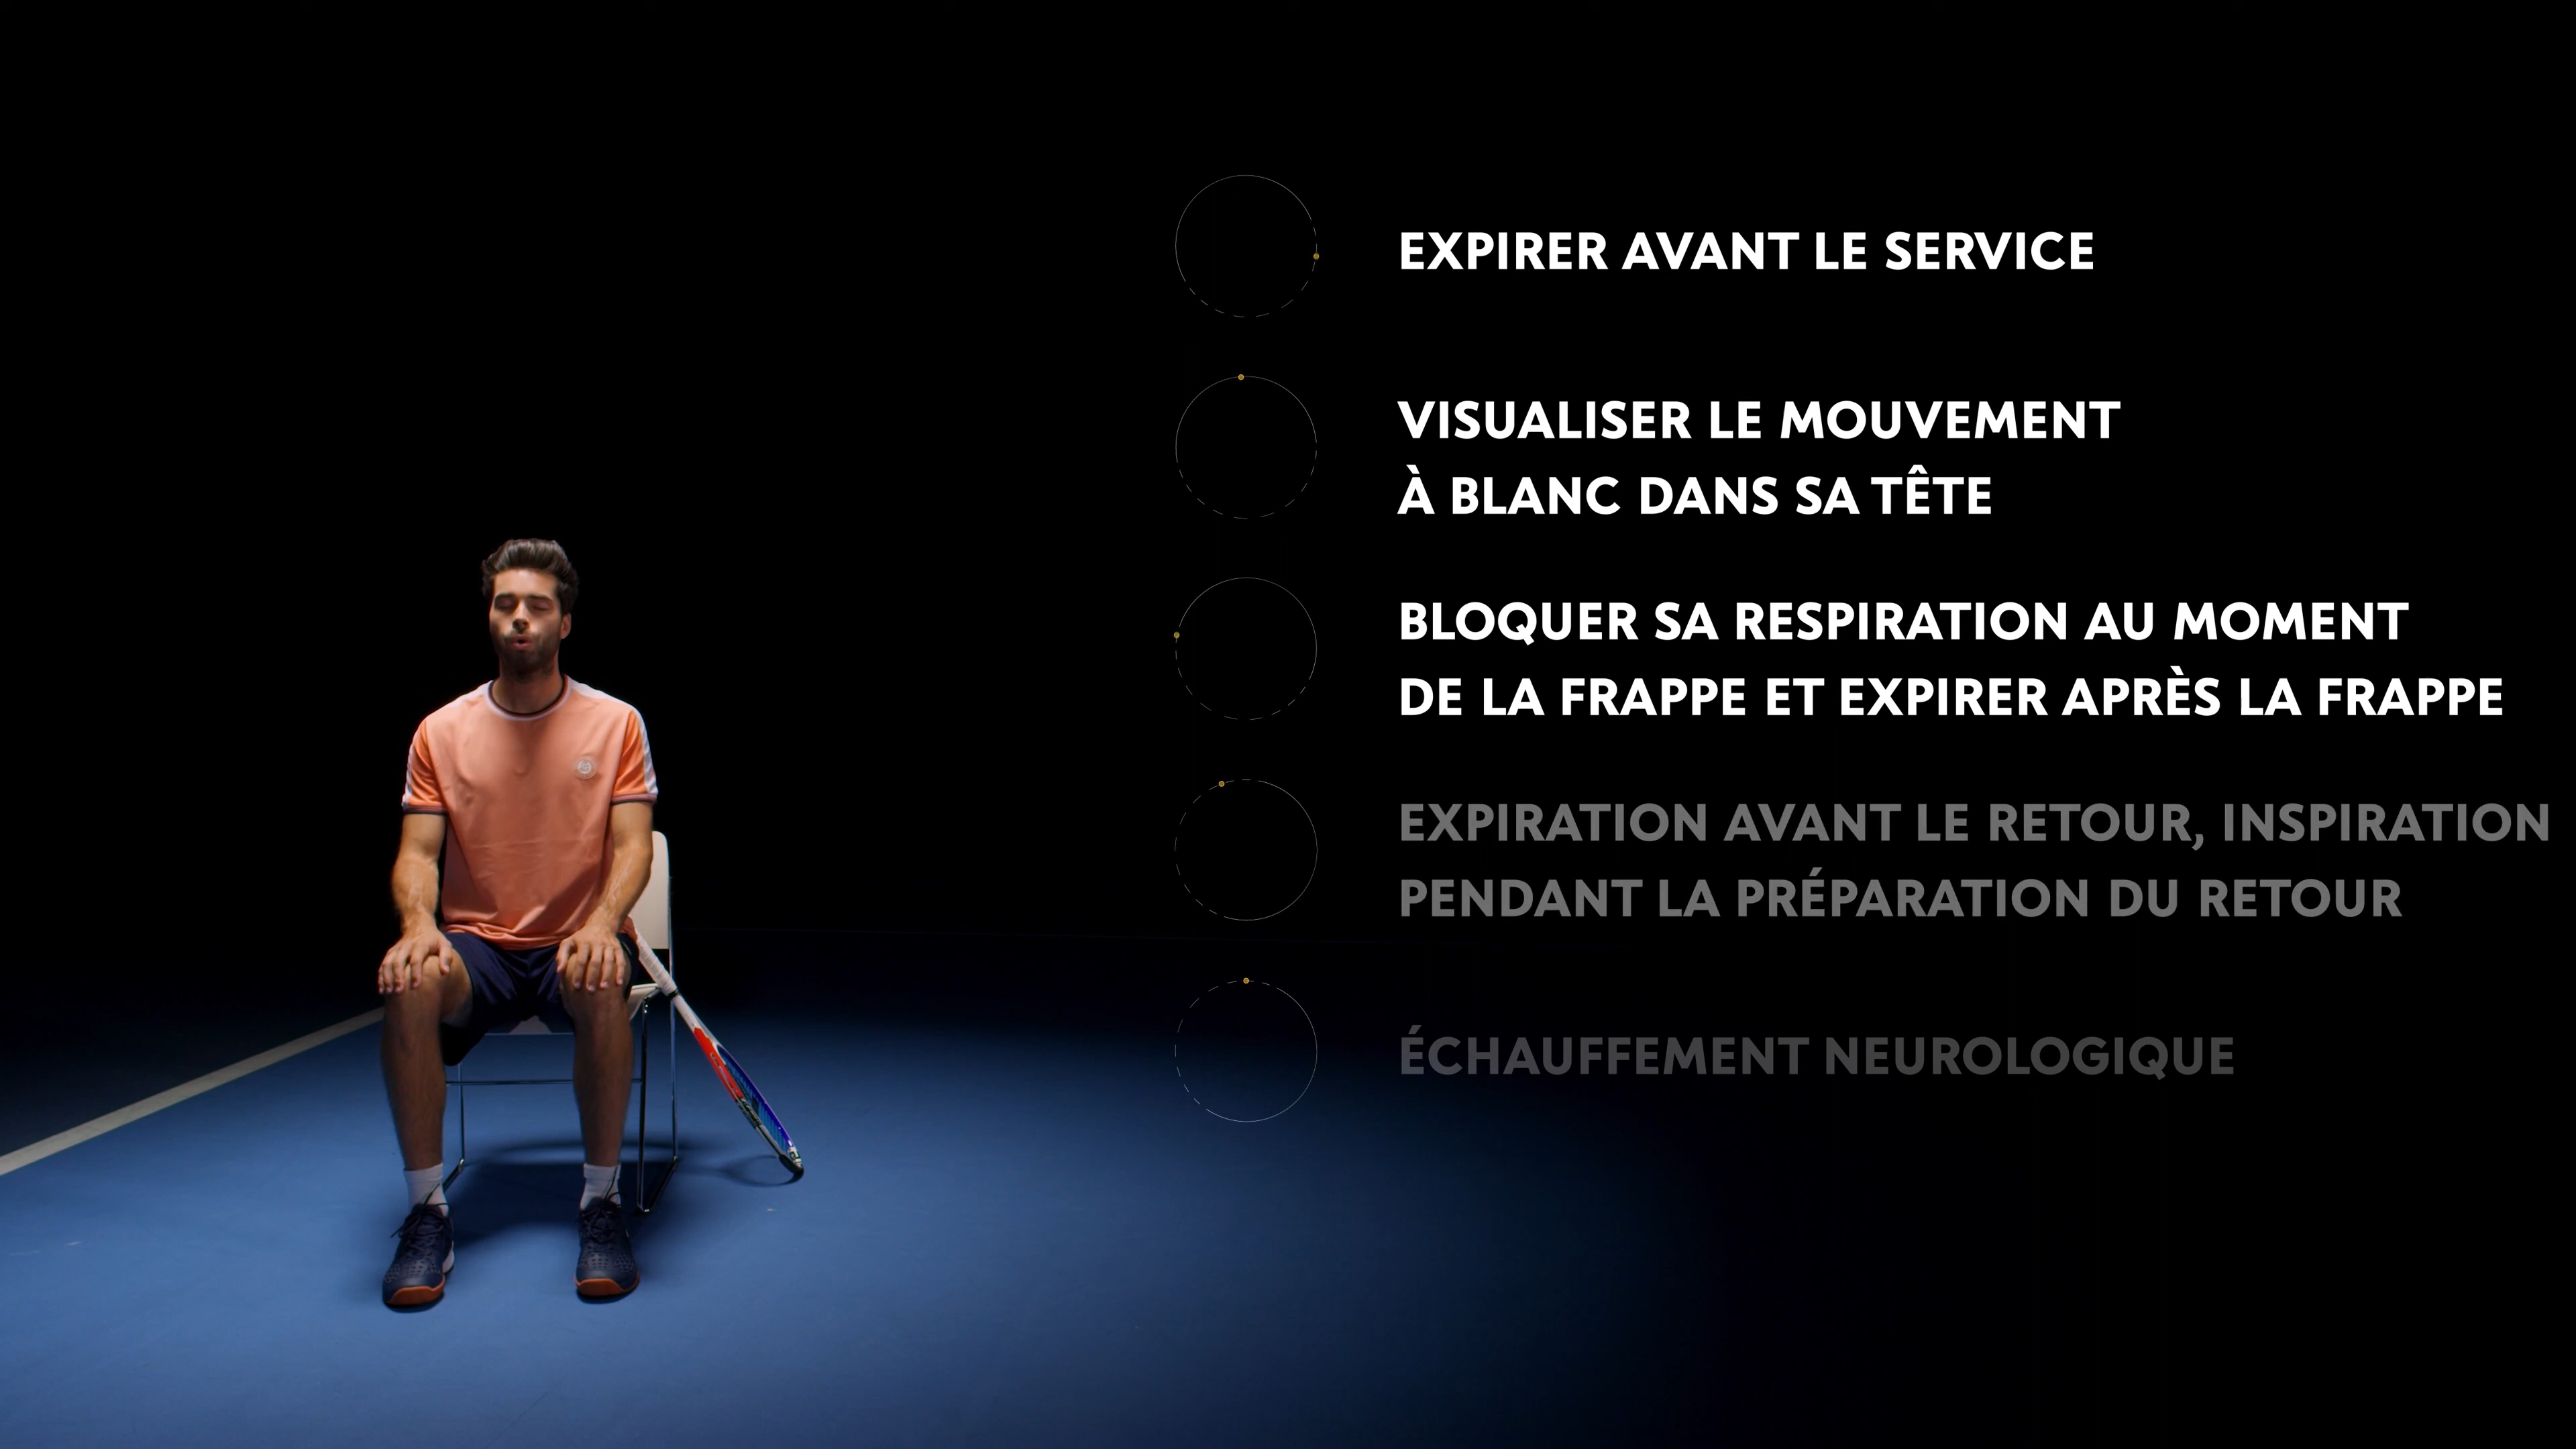 EXPIRER AVANT LE SERVICE
VISUALISER LE MOUVEMENT
À BLANC DANS SA TÊTE
BLOQUER SA RESPIRATION AU MOMENT
DE LA FRAPPE ET EXPIRER APRÈS LA FRAPPE
EXPIRATION AVANT LE RETOUR, INSPIRATION
PENDANT LA PRÉPARATION DU RETOUR
ÉCHAUFFEMENT NEUROLOGIQUE